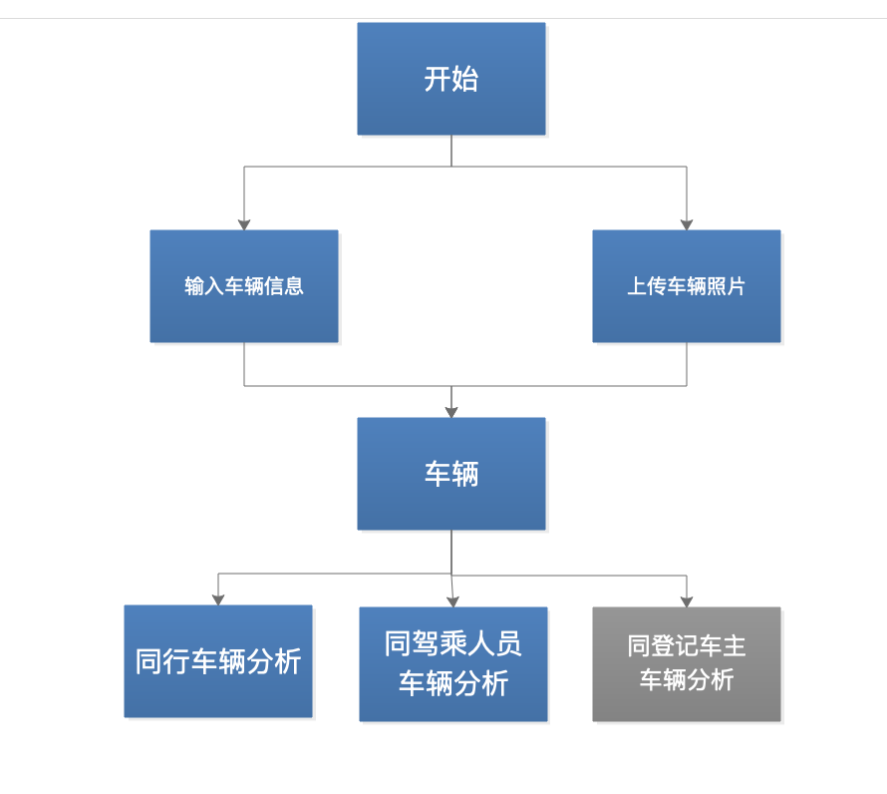 开始
输入车辆信息
上传车辆照片
车辆
同行车辆分析
同驾乘人员
车辆分析
同登记车主
车辆分析